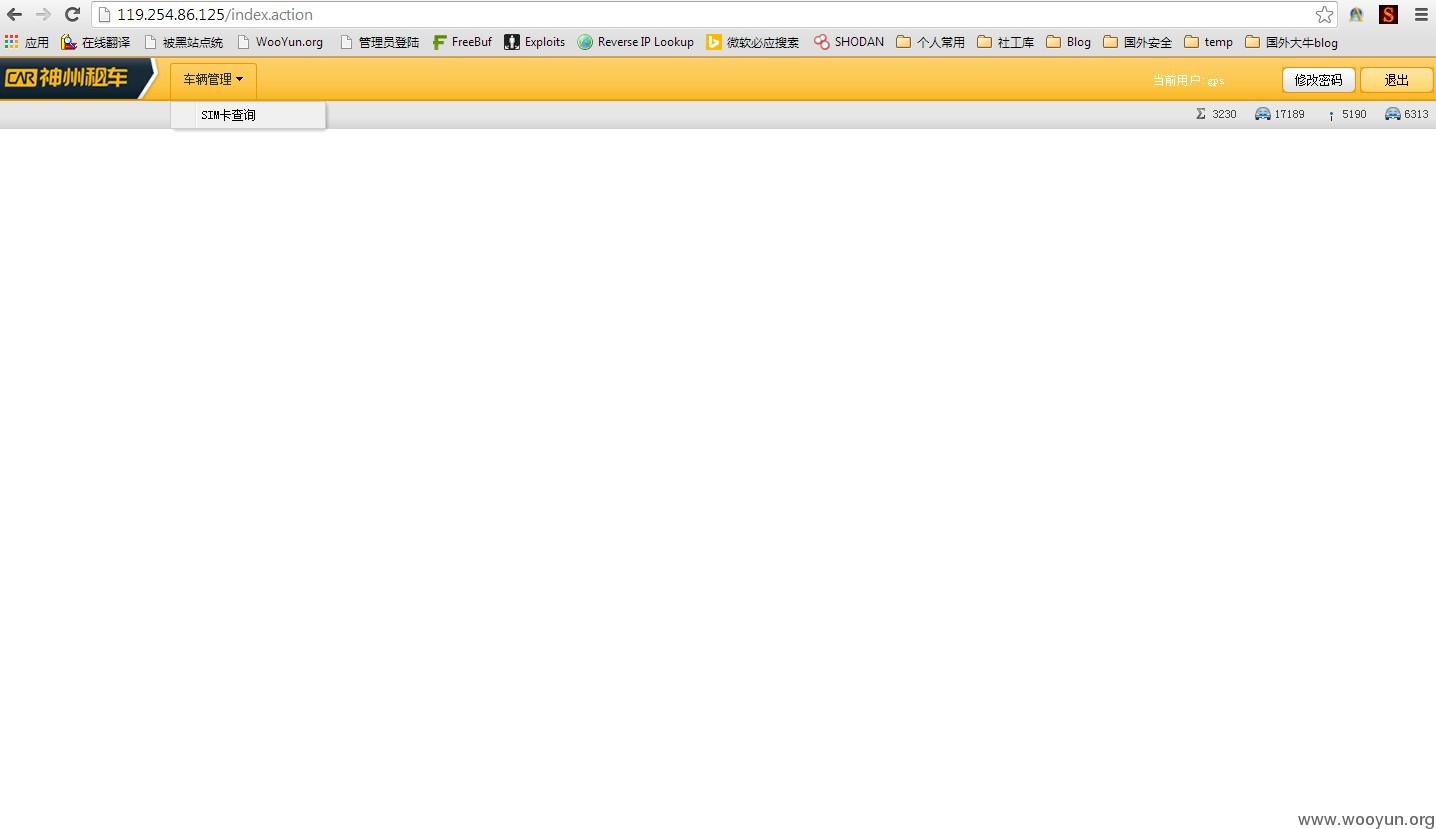 119.254.86.125/index.action
应用 在线翻译 被黑站点统 WooYun.org 管理员登陆 FreeBuf Exploits Reverse IP Lookup 微软必应搜索 SHODAN 个人常用 社工库 Blog 国外安全 temp 国外大牛blog
CAR 神州租车 车辆管理 当前用户 gps 修改密码 退出
SIM卡查询 Σ 3230 17189 5190 6313
www.wooyun.org